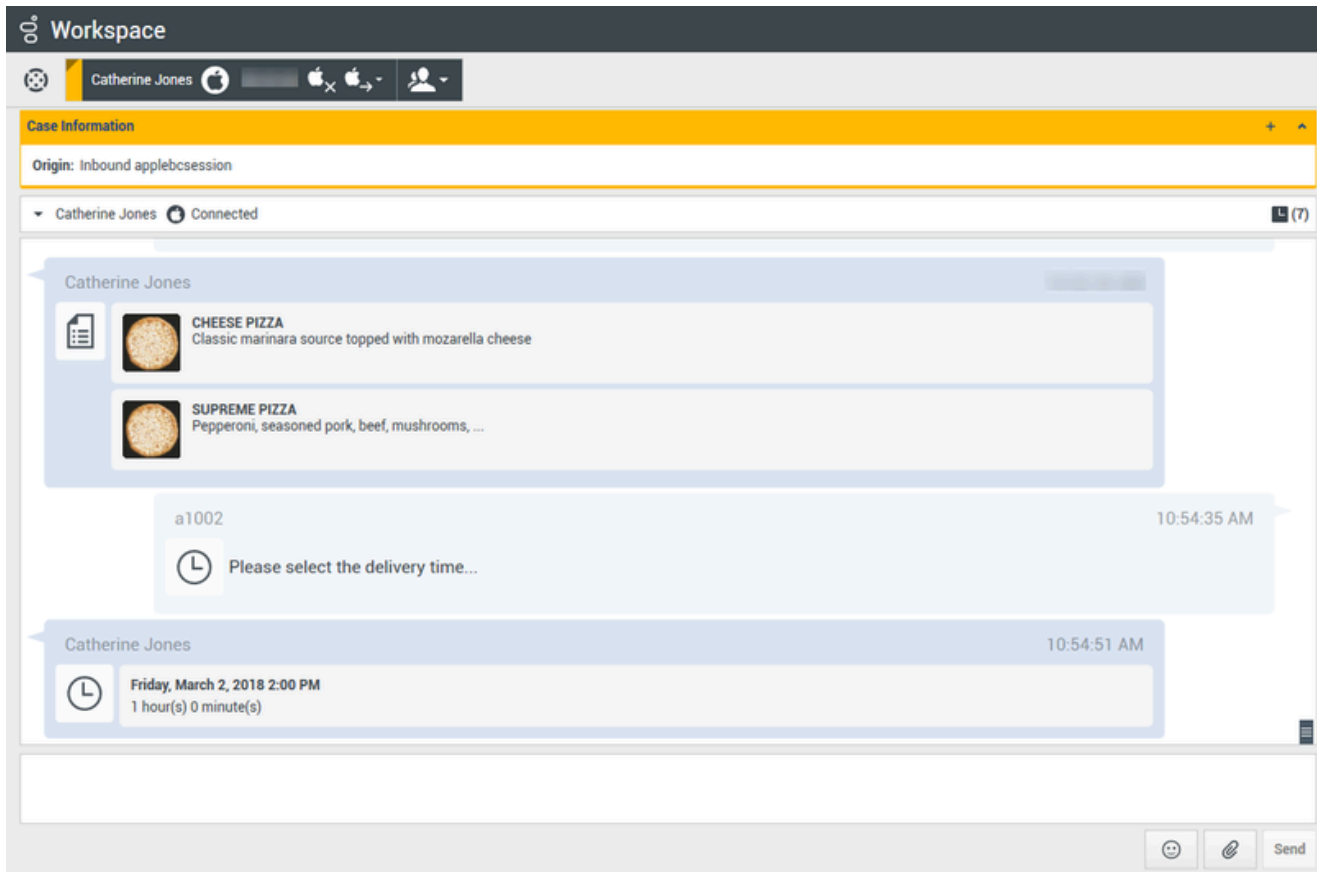 Workspace
Catherine Jones
Case Information
Origin: Inbound applebcsession
Catherine Jones Connected (7)
Catherine Jones
CHEESE PIZZA
Classic marinara source topped with mozarella cheese
SUPREME PIZZA
Pepperoni, seasoned pork, beef, mushrooms, ...
a1002 10:54:35 AM
Please select the delivery time...
Catherine Jones 10:54:51 AM
Friday, March 2, 2018 2:00 PM
1 hour(s) 0 minute(s)
Send